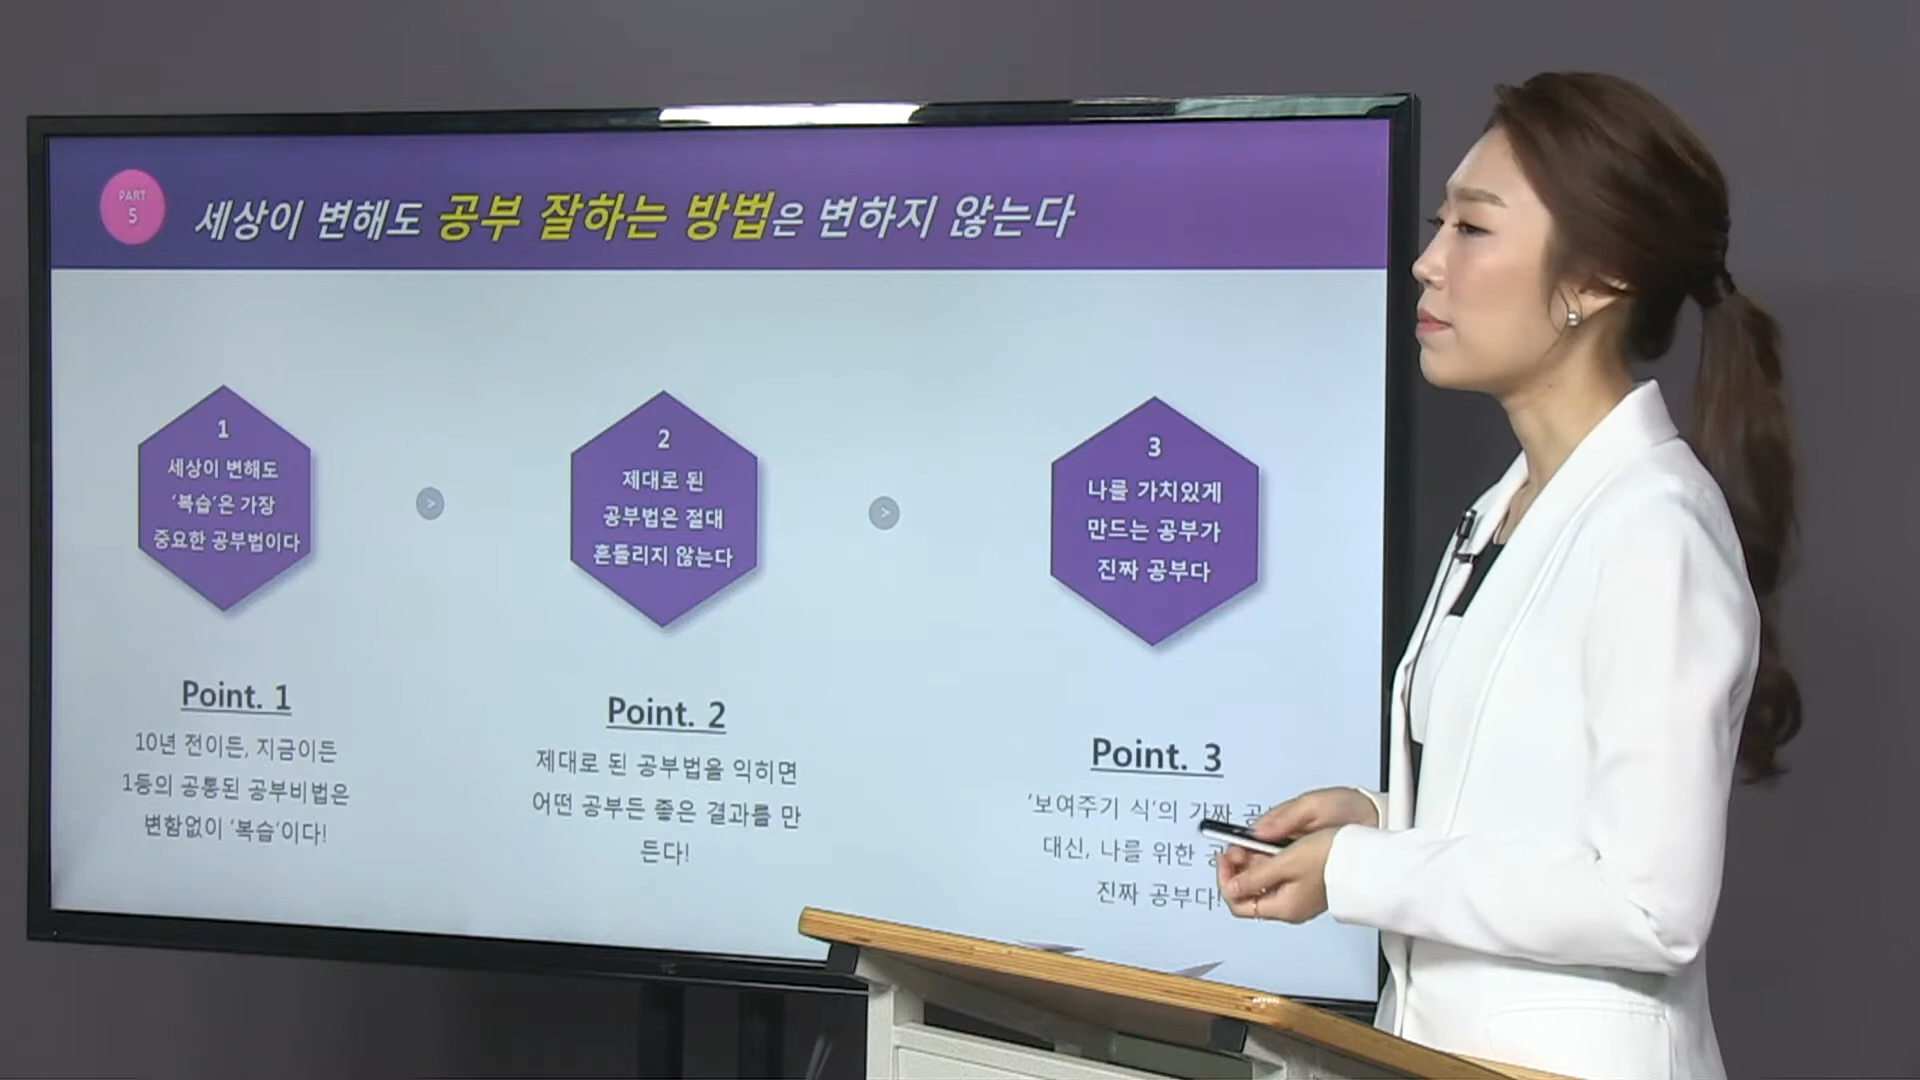 PART
5
세상이 변해도 공부 잘하는 방법은 변하지 않는다
1
세상이 변해도
‘복습’은 가장
중요한 공부법이다
>
2
제대로 된
공부법은 절대
흔들리지 않는다
>
3
나를 가치있게
만드는 공부가
진짜 공부다
Point. 1
10년 전이든, 지금이든
1등의 공통된 공부비법은
변함없이 ‘복습’이다!
Point. 2
제대로 된 공부법을 익히면
어떤 공부든 좋은 결과를 만
든다!
Point. 3
‘보여주기 식’의 가짜
대신, 나를 위한
진짜 공부다!